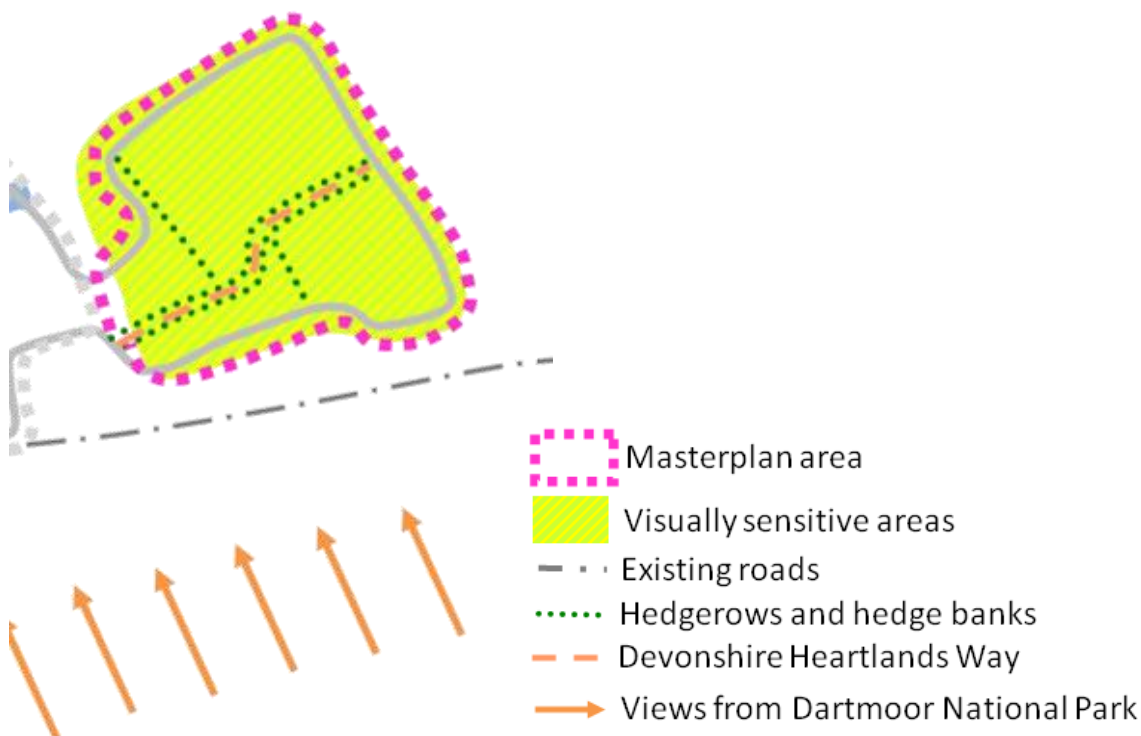 Masterplan area
Visually sensitive areas
Existing roads
Hedgerows and hedge banks
Devonshire Heartlands Way
Views from Dartmoor National Park